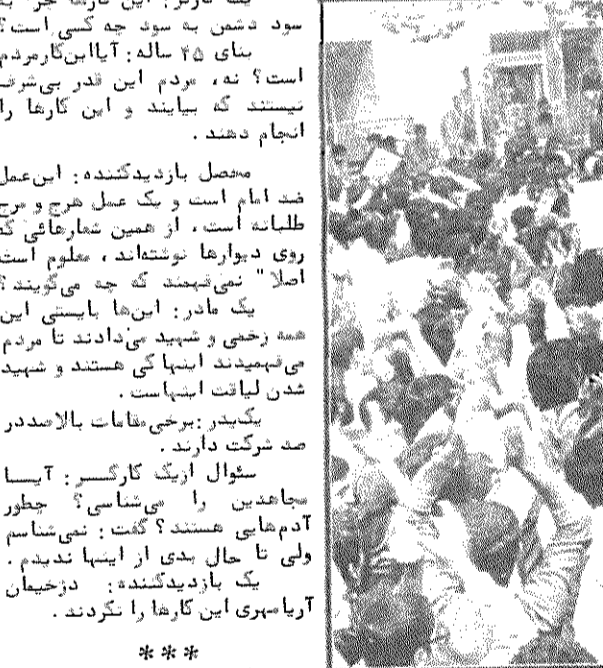 یک کارگر: این کارها جز به
سود دشمن به سود چه کسی است؟
بنای ۴۵ ساله: آیا این‌کار مردم
است؟ نه، مردم این قدر بی‌شرف
نیستند که بیایند و این کارها را
انجام دهند.
محصل بازدیدکننده: این‌عمل
ضد امام است و یک عمل هرج و مرج
طلبانه است، از همین شعارهائی که
روی دیوارها نوشته‌اند، معلوم است
اصلا" نمی‌فهمند که چه می‌گویند؟
یک مادر: این‌ها بایستی این
همه زخمی و شهید می‌دادند تا مردم
می‌فهمیدند اینها کی هستند و شهید
شدن لیاقت اینهاست.
یک‌پدر: برخی‌مقامات بالا صددر
صد شرکت دارند.
سئوال ازیک کارگــر: آیــا
مجاهدین را می‌شناسی؟ چطور
آدم‌هایی هستند؟ گفت: نمی‌شناسم
ولی تا حال بدی از اینها ندیدم.
یک بازدیدکننده: دژخیمان
آریامهری این کارها را نکردند.
***